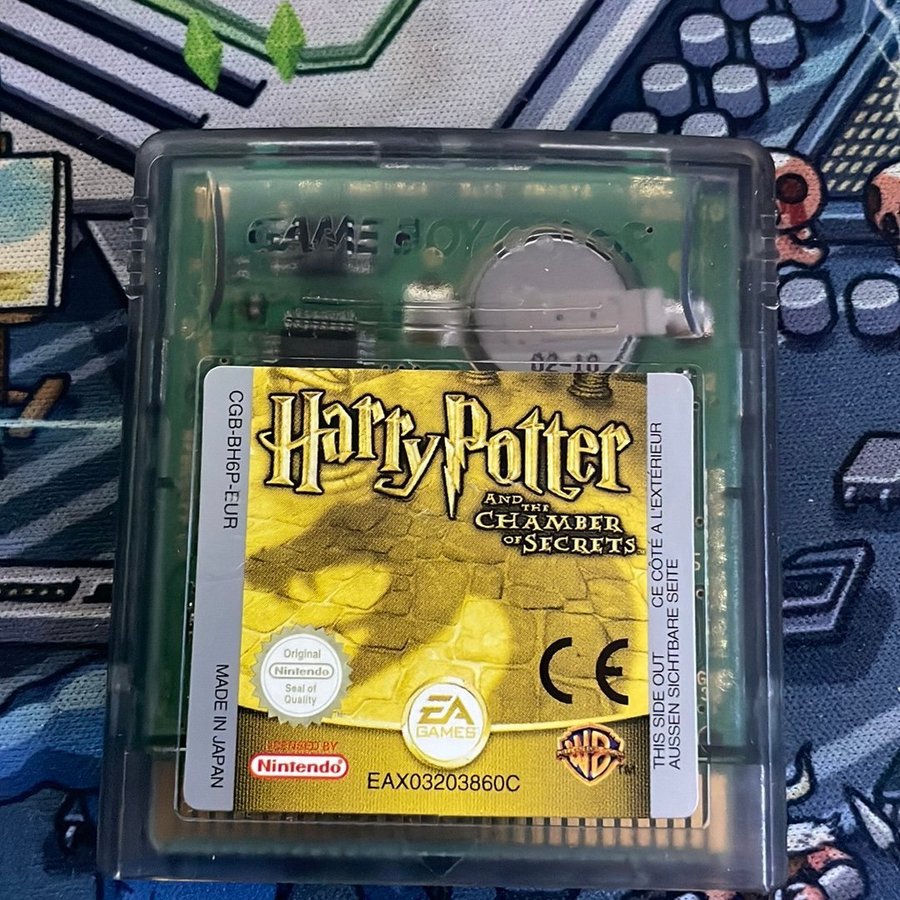 GAME BOY COLOR
02-10
CGB-BH6P-EUR
MADE IN JAPAN
Harry Potter
AND THE
CHAMBER
OF SECRETS
TM
Original
Nintendo
Seal of
Quality
LICENSED BY
Nintendo
EA
GAMES
EAX03203860C
CE
WB
TM
THIS SIDE OUT CE CÔTÉ A L'EXTÉRIEUR
AUSSEN SICHTBARE SEITE